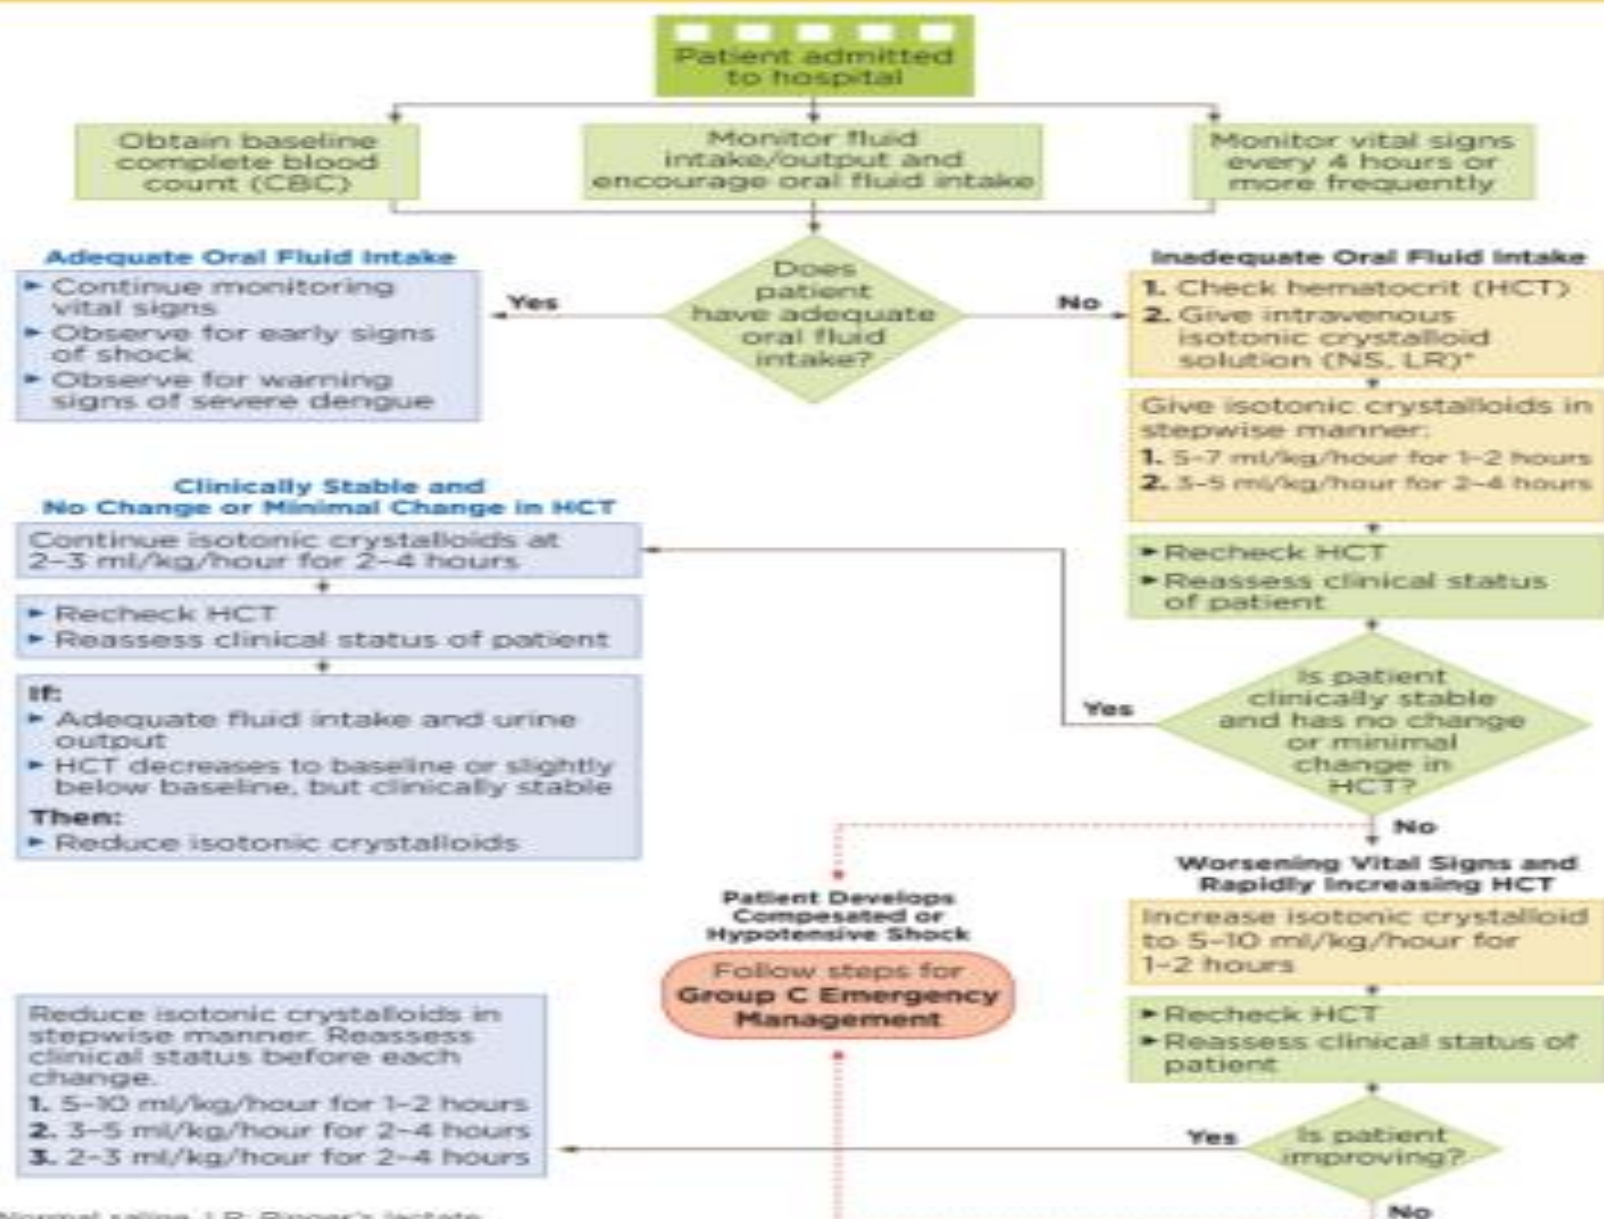 Patient admitted
to hospital
Obtain baseline
complete blood
count (CBC)
Monitor fluid
intake/output and
encourage oral fluid intake
Monitor vital signs
every 4 hours or
more frequently
Adequate Oral Fluid Intake
► Continue monitoring
vital signs
► Observe for early signs
of shock
► Observe for warning
signs of severe dengue
Yes
Does
patient
have adequate
oral fluid
intake?
No
Inadequate Oral Fluid Intake
1. Check hematocrit (HCT)
2. Give intravenous
isotonic crystalloid
solution (NS, LR)*
Give isotonic crystalloids in
stepwise manner:
1. 5–7 ml/kg/hour for 1–2 hours
2. 3–5 ml/kg/hour for 2–4 hours
► Recheck HCT
► Reassess clinical status
of patient
Is patient
clinically stable
and has no change
or minimal
change in
HCT?
Yes
Clinically Stable and
No Change or Minimal Change in HCT
Continue isotonic crystalloids at
2–3 ml/kg/hour for 2–4 hours
► Recheck HCT
► Reassess clinical status of patient
If:
► Adequate fluid intake and urine
output
► HCT decreases to baseline or slightly
below baseline, but clinically stable
Then:
► Reduce isotonic crystalloids
No
Worsening Vital Signs and
Rapidly Increasing HCT
Increase isotonic crystalloid
to 5–10 ml/kg/hour for
1–2 hours
► Recheck HCT
► Reassess clinical status of
patient
Patient Develops
Compesated or
Hypotensive Shock
Follow steps for
Group C Emergency
Management
Is patient
improving?
Yes
Reduce isotonic crystalloids in
stepwise manner. Reassess
clinical status before each
change.
1. 5–10 ml/kg/hour for 1–2 hours
2. 3–5 ml/kg/hour for 2–4 hours
3. 2–3 ml/kg/hour for 2–4 hours
No
Normal saline, LR: Ringer's lactate